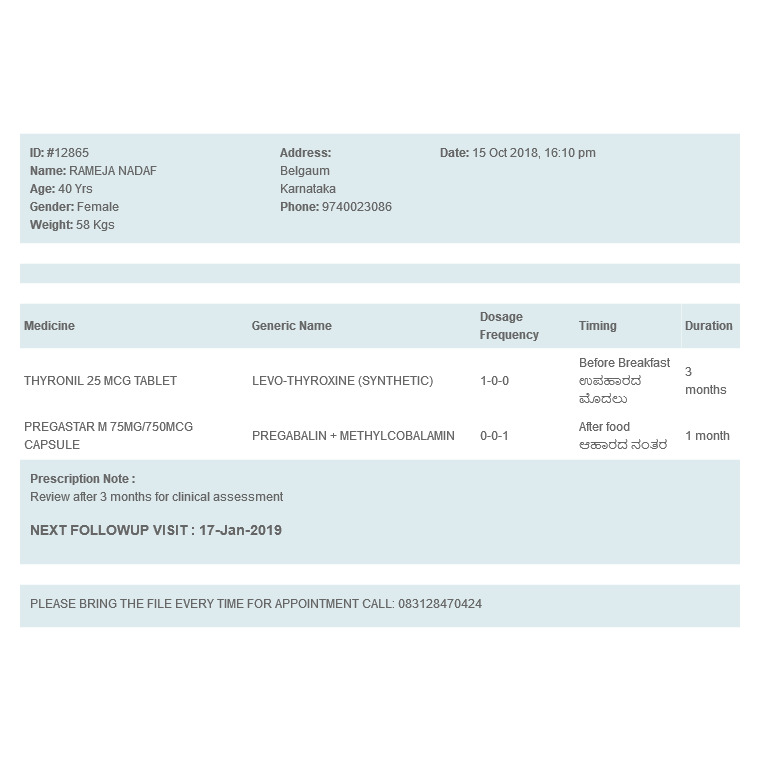 ID: #12865
Name: RAMEJA NADAF
Age: 40 Yrs
Gender: Female
Weight: 58 Kgs
Address:
Belgaum
Karnataka
Phone: 9740023086
Date: 15 Oct 2018, 16:10 pm
Medicine Generic Name Dosage Frequency Timing Duration
THYRONIL 25 MCG TABLET LEVO-THYROXINE (SYNTHETIC) 1-0-0 Before Breakfast ಉಪಹಾರದ ಮೊದಲು 3 months
PREGASTAR M 75MG/750MCG CAPSULE PREGABALIN + METHYLCOBALAMIN 0-0-1 After food ಆಹಾರದ ನಂತರ 1 month
Prescription Note :
Review after 3 months for clinical assessment
NEXT FOLLOWUP VISIT : 17-Jan-2019
PLEASE BRING THE FILE EVERY TIME FOR APPOINTMENT CALL: 083128470424